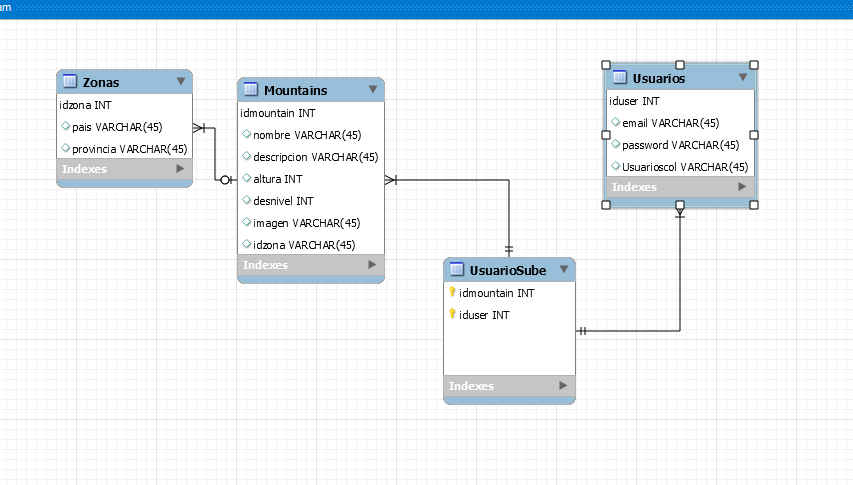 am
Zonas
idzona INT
pais VARCHAR(45)
provincia VARCHAR(45)
Indexes
Mountains
idmountain INT
nombre VARCHAR(45)
descripcion VARCHAR(45)
altura INT
desnivel INT
imagen VARCHAR(45)
idzona VARCHAR(45)
Indexes
Usuarios
iduser INT
email VARCHAR(45)
password VARCHAR(45)
Usuarioscol VARCHAR(45)
Indexes
UsuarioSube
idmountain INT
iduser INT
Indexes